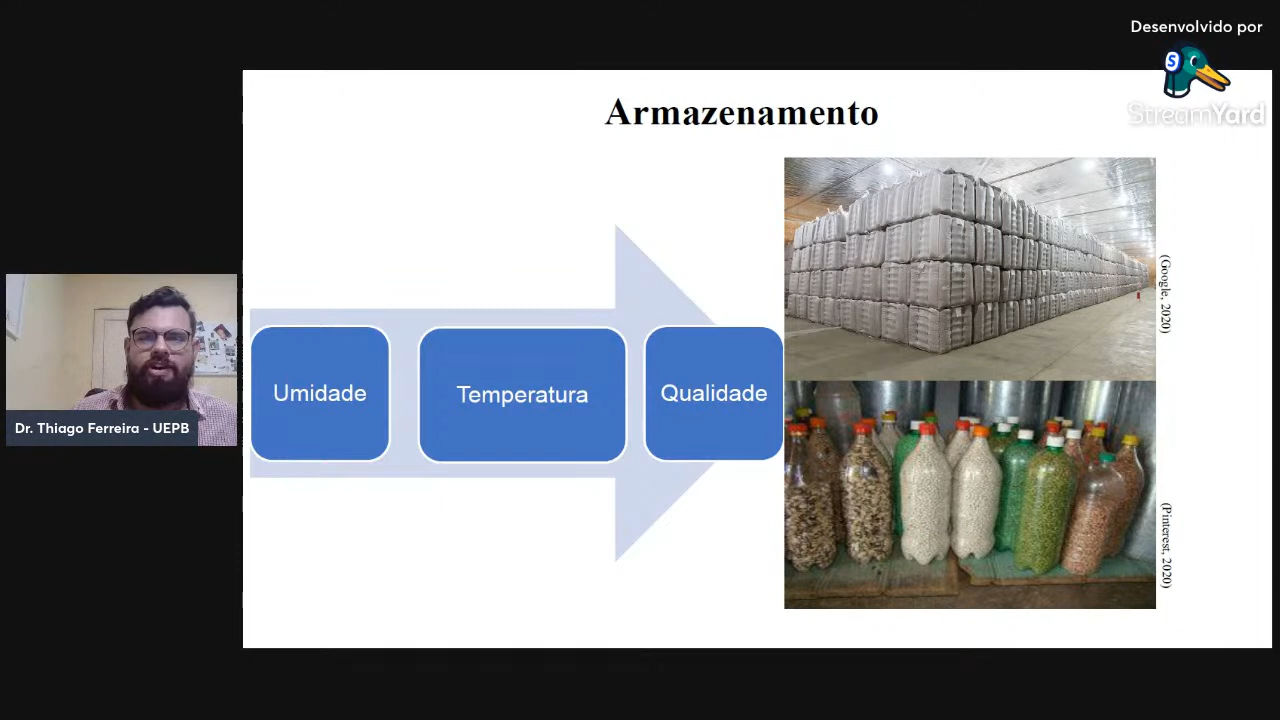 Desenvolvido por
StreamYard
Armazenamento
Umidade
Temperatura
Qualidade
(Google, 2020)
(Pinterest, 2020)
Dr. Thiago Ferreira - UEPB